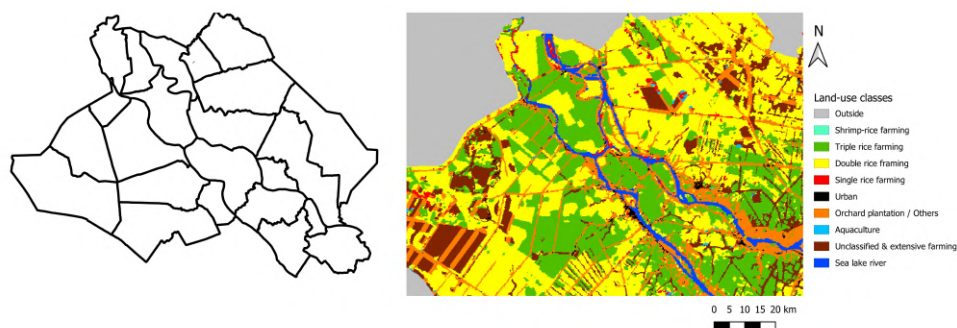 N
Land-use classes
Outside
Shrimp-rice farming
Triple rice farming
Double rice framing
Single rice farming
Urban
Orchard plantation / Others
Aquaculture
Unclassified & extensive farming
Sea lake river
0 5 10 15 20 km